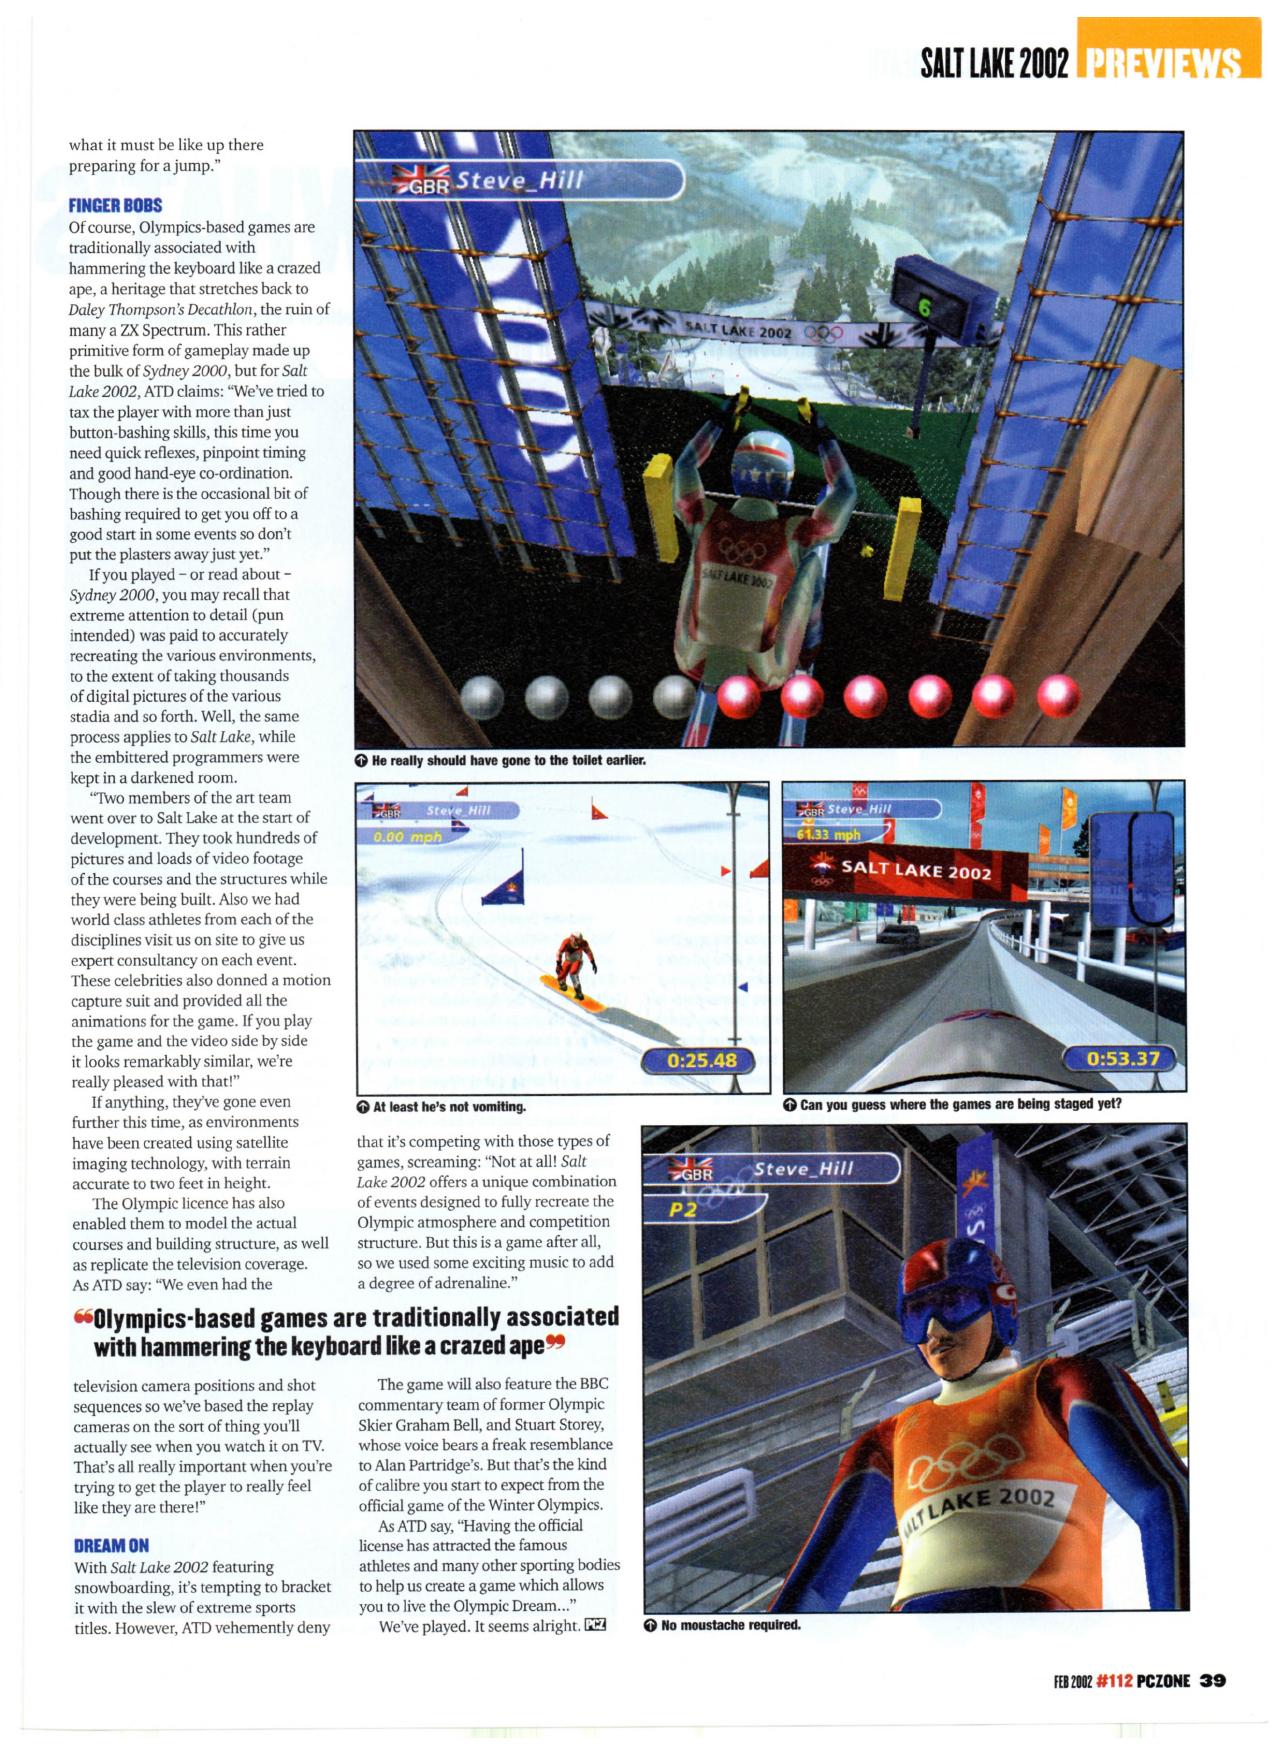 SALT LAKE 2002 PREVIEWS
what it must be like up there
preparing for a jump.”
FINGER BOBS
Of course, Olympics-based games are
traditionally associated with
hammering the keyboard like a crazed
ape, a heritage that stretches back to
Daley Thompson's Decathlon, the ruin of
many a ZX Spectrum. This rather
primitive form of gameplay made up
the bulk of Sydney 2000, but for Salt
Lake 2002, ATD claims: “We've tried to
tax the player with more than just
button-bashing skills, this time you
need quick reflexes, pinpoint timing
and good hand-eye co-ordination.
Though there is the occasional bit of
bashing required to get you off to a
good start in some events so don't
put the plasters away just yet.”
If you played – or read about –
Sydney 2000, you may recall that
extreme attention to detail (pun
intended) was paid to accurately
recreating the various environments,
to the extent of taking thousands
of digital pictures of the various
stadia and so forth. Well, the same
process applies to Salt Lake, while
the embittered programmers were
kept in a darkened room.
“Two members of the art team
went over to Salt Lake at the start of
development. They took hundreds of
pictures and loads of video footage
of the courses and the structures while
they were being built. Also we had
world class athletes from each of the
disciplines visit us on site to give us
expert consultancy on each event.
These celebrities also donned a motion
capture suit and provided all the
animations for the game. If you play
the game and the video side by side
it looks remarkably similar, we're
really pleased with that!”
If anything, they've gone even
further this time, as environments
have been created using satellite
imaging technology, with terrain
accurate to two feet in height.
The Olympic licence has also
enabled them to model the actual
courses and building structure, as well
as replicate the television coverage.
As ATD say: “We even had the
“Olympics-based games are traditionally associated
with hammering the keyboard like a crazed ape”
television camera positions and shot
sequences so we've based the replay
cameras on the sort of thing you'll
actually see when you watch it on TV.
That's all really important when you're
trying to get the player to really feel
like they are there!”
DREAM ON
With Salt Lake 2002 featuring
snowboarding, it's tempting to bracket
it with the slew of extreme sports
titles. However, ATD vehemently deny
that it's competing with those types of
games, screaming: “Not at all! Salt
Lake 2002 offers a unique combination
of events designed to fully recreate the
Olympic atmosphere and competition
structure. But this is a game after all,
so we used some exciting music to add
a degree of adrenaline.”
The game will also feature the BBC
commentary team of former Olympic
Skier Graham Bell, and Stuart Storey,
whose voice bears a freak resemblance
to Alan Partridge's. But that's the kind
of calibre you start to expect from the
official game of the Winter Olympics.
As ATD say, “Having the official
license has attracted the famous
athletes and many other sporting bodies
to help us create a game which allows
you to live the Olympic Dream...”
We've played. It seems alright. PCZ
GBR Steve_Hill
SALT LAKE 2002
6
SALT LAKE 2002
He really should have gone to the toilet earlier.
GBR Steve_Hill
0.00 mph
0:25.48
At least he's not vomiting.
GBR Steve_Hill
61.33 mph
SALT LAKE 2002
0:53.37
Can you guess where the games are being staged yet?
GBR Steve_Hill
P2
SALT LAKE 2002
No moustache required.
FEB 2002 #112 PCZONE 39